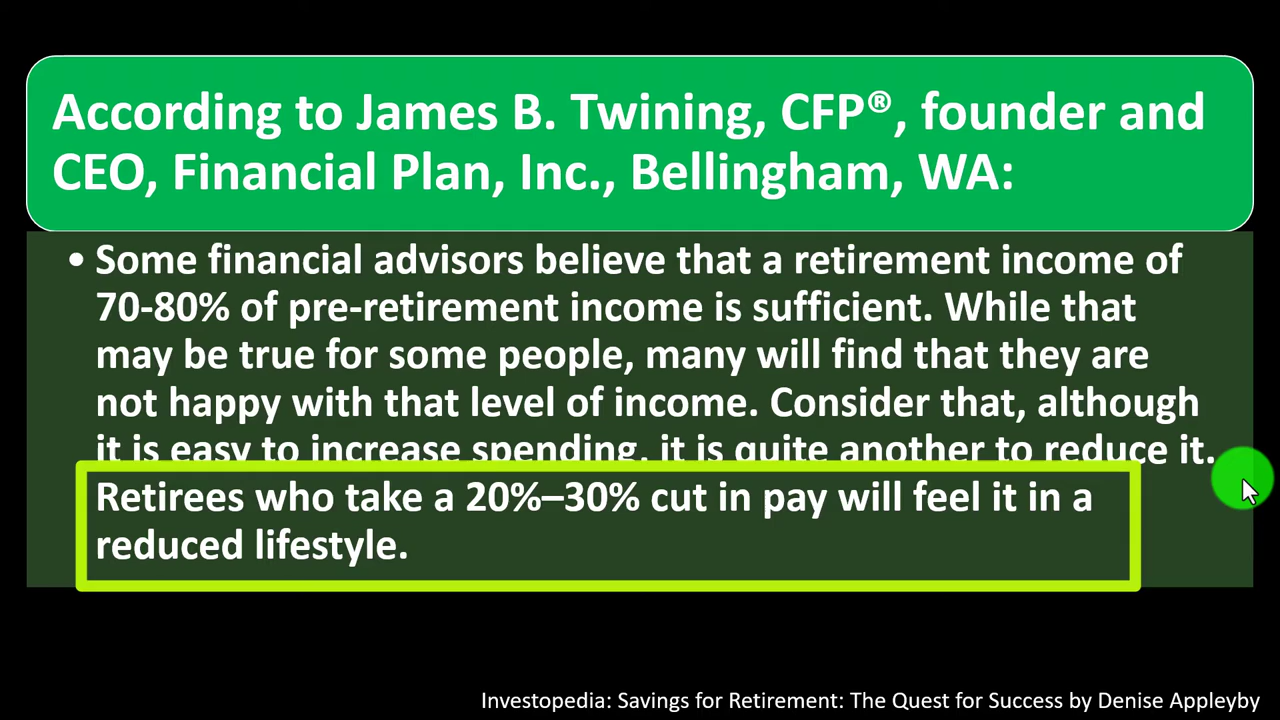 According to James B. Twining, CFP®, founder and
CEO, Financial Plan, Inc., Bellingham, WA:
• Some financial advisors believe that a retirement income of
70-80% of pre-retirement income is sufficient. While that
may be true for some people, many will find that they are
not happy with that level of income. Consider that, although
it is easy to increase spending, it is quite another to reduce it.
Retirees who take a 20%–30% cut in pay will feel it in a
reduced lifestyle.
Investopedia: Savings for Retirement: The Quest for Success by Denise Appleyby